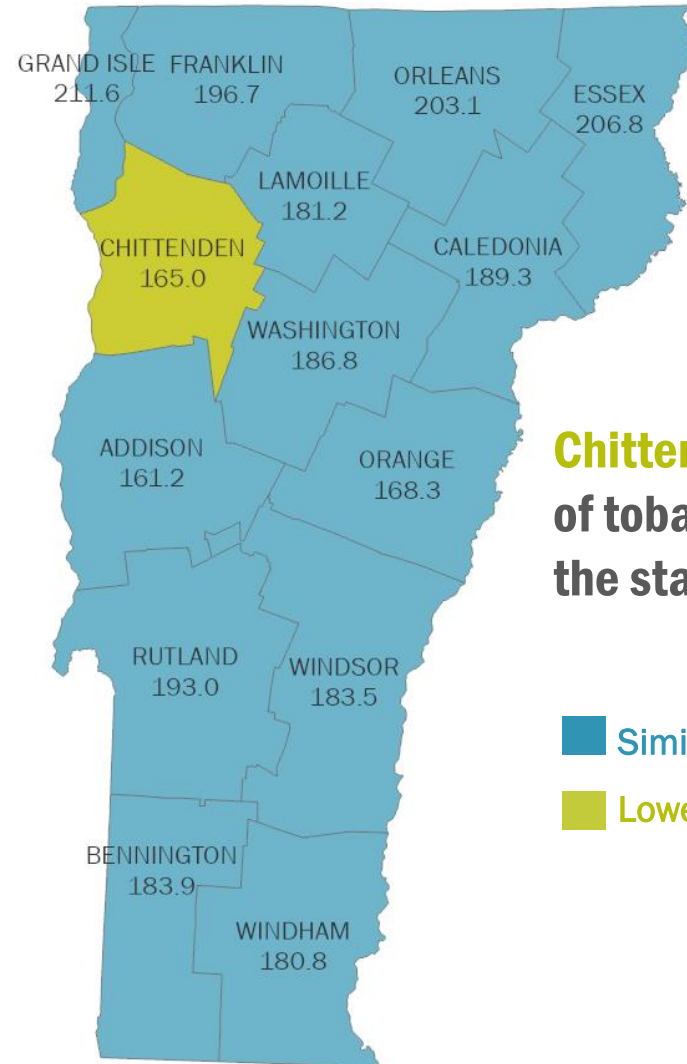 GRAND ISLE
211.6
FRANKLIN
196.7
ORLEANS
203.1
ESSEX
206.8
LAMOILLE
181.2
CHITTENDEN
165.0
CALEDONIA
189.3
WASHINGTON
186.8
ADDISON
161.2
ORANGE
168.3
of
the
RUTLAND
193.0
WINDSOR
183.5
BENNINGTON
183.9
WINDHAM
180.8